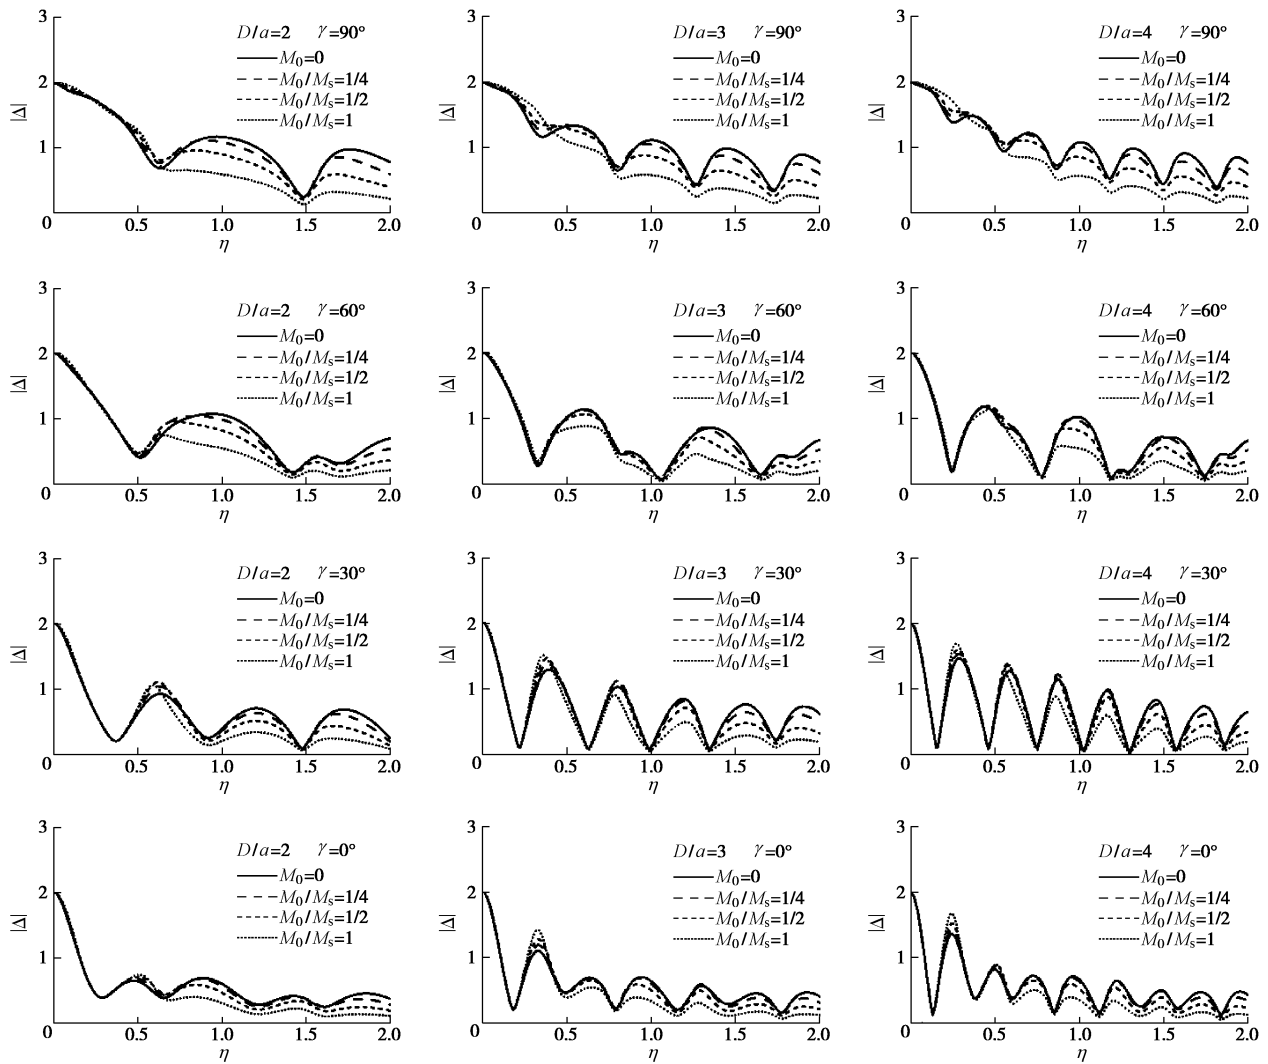 3
2
1
0
0.5
1.0
1.5
2.0
|Δ|
η
D/a=2 γ=90°
M₀=0
M₀/Mₛ=1/4
M₀/Mₛ=1/2
M₀/Mₛ=1
3
2
1
0
0.5
1.0
1.5
2.0
|Δ|
η
D/a=3 γ=90°
M₀=0
M₀/Mₛ=1/4
M₀/Mₛ=1/2
M₀/Mₛ=1
3
2
1
0
0.5
1.0
1.5
2.0
|Δ|
η
D/a=4 γ=90°
M₀=0
M₀/Mₛ=1/4
M₀/Mₛ=1/2
M₀/Mₛ=1
3
2
1
0
0.5
1.0
1.5
2.0
|Δ|
η
D/a=2 γ=60°
M₀=0
M₀/Mₛ=1/4
M₀/Mₛ=1/2
M₀/Mₛ=1
3
2
1
0
0.5
1.0
1.5
2.0
|Δ|
η
D/a=3 γ=60°
M₀=0
M₀/Mₛ=1/4
M₀/Mₛ=1/2
M₀/Mₛ=1
3
2
1
0
0.5
1.0
1.5
2.0
|Δ|
η
D/a=4 γ=60°
M₀=0
M₀/Mₛ=1/4
M₀/Mₛ=1/2
M₀/Mₛ=1
3
2
1
0
0.5
1.0
1.5
2.0
|Δ|
η
D/a=2 γ=30°
M₀=0
M₀/Mₛ=1/4
M₀/Mₛ=1/2
M₀/Mₛ=1
3
2
1
0
0.5
1.0
1.5
2.0
|Δ|
η
D/a=3 γ=30°
M₀=0
M₀/Mₛ=1/4
M₀/Mₛ=1/2
M₀/Mₛ=1
3
2
1
0
0.5
1.0
1.5
2.0
|Δ|
η
D/a=4 γ=30°
M₀=0
M₀/Mₛ=1/4
M₀/Mₛ=1/2
M₀/Mₛ=1
3
2
1
0
0.5
1.0
1.5
2.0
|Δ|
η
D/a=2 γ=0°
M₀=0
M₀/Mₛ=1/4
M₀/Mₛ=1/2
M₀/Mₛ=1
3
2
1
0
0.5
1.0
1.5
2.0
|Δ|
η
D/a=3 γ=0°
M₀=0
M₀/Mₛ=1/4
M₀/Mₛ=1/2
M₀/Mₛ=1
3
2
1
0
0.5
1.0
1.5
2.0
|Δ|
η
D/a=4 γ=0°
M₀=0
M₀/Mₛ=1/4
M₀/Mₛ=1/2
M₀/Mₛ=1